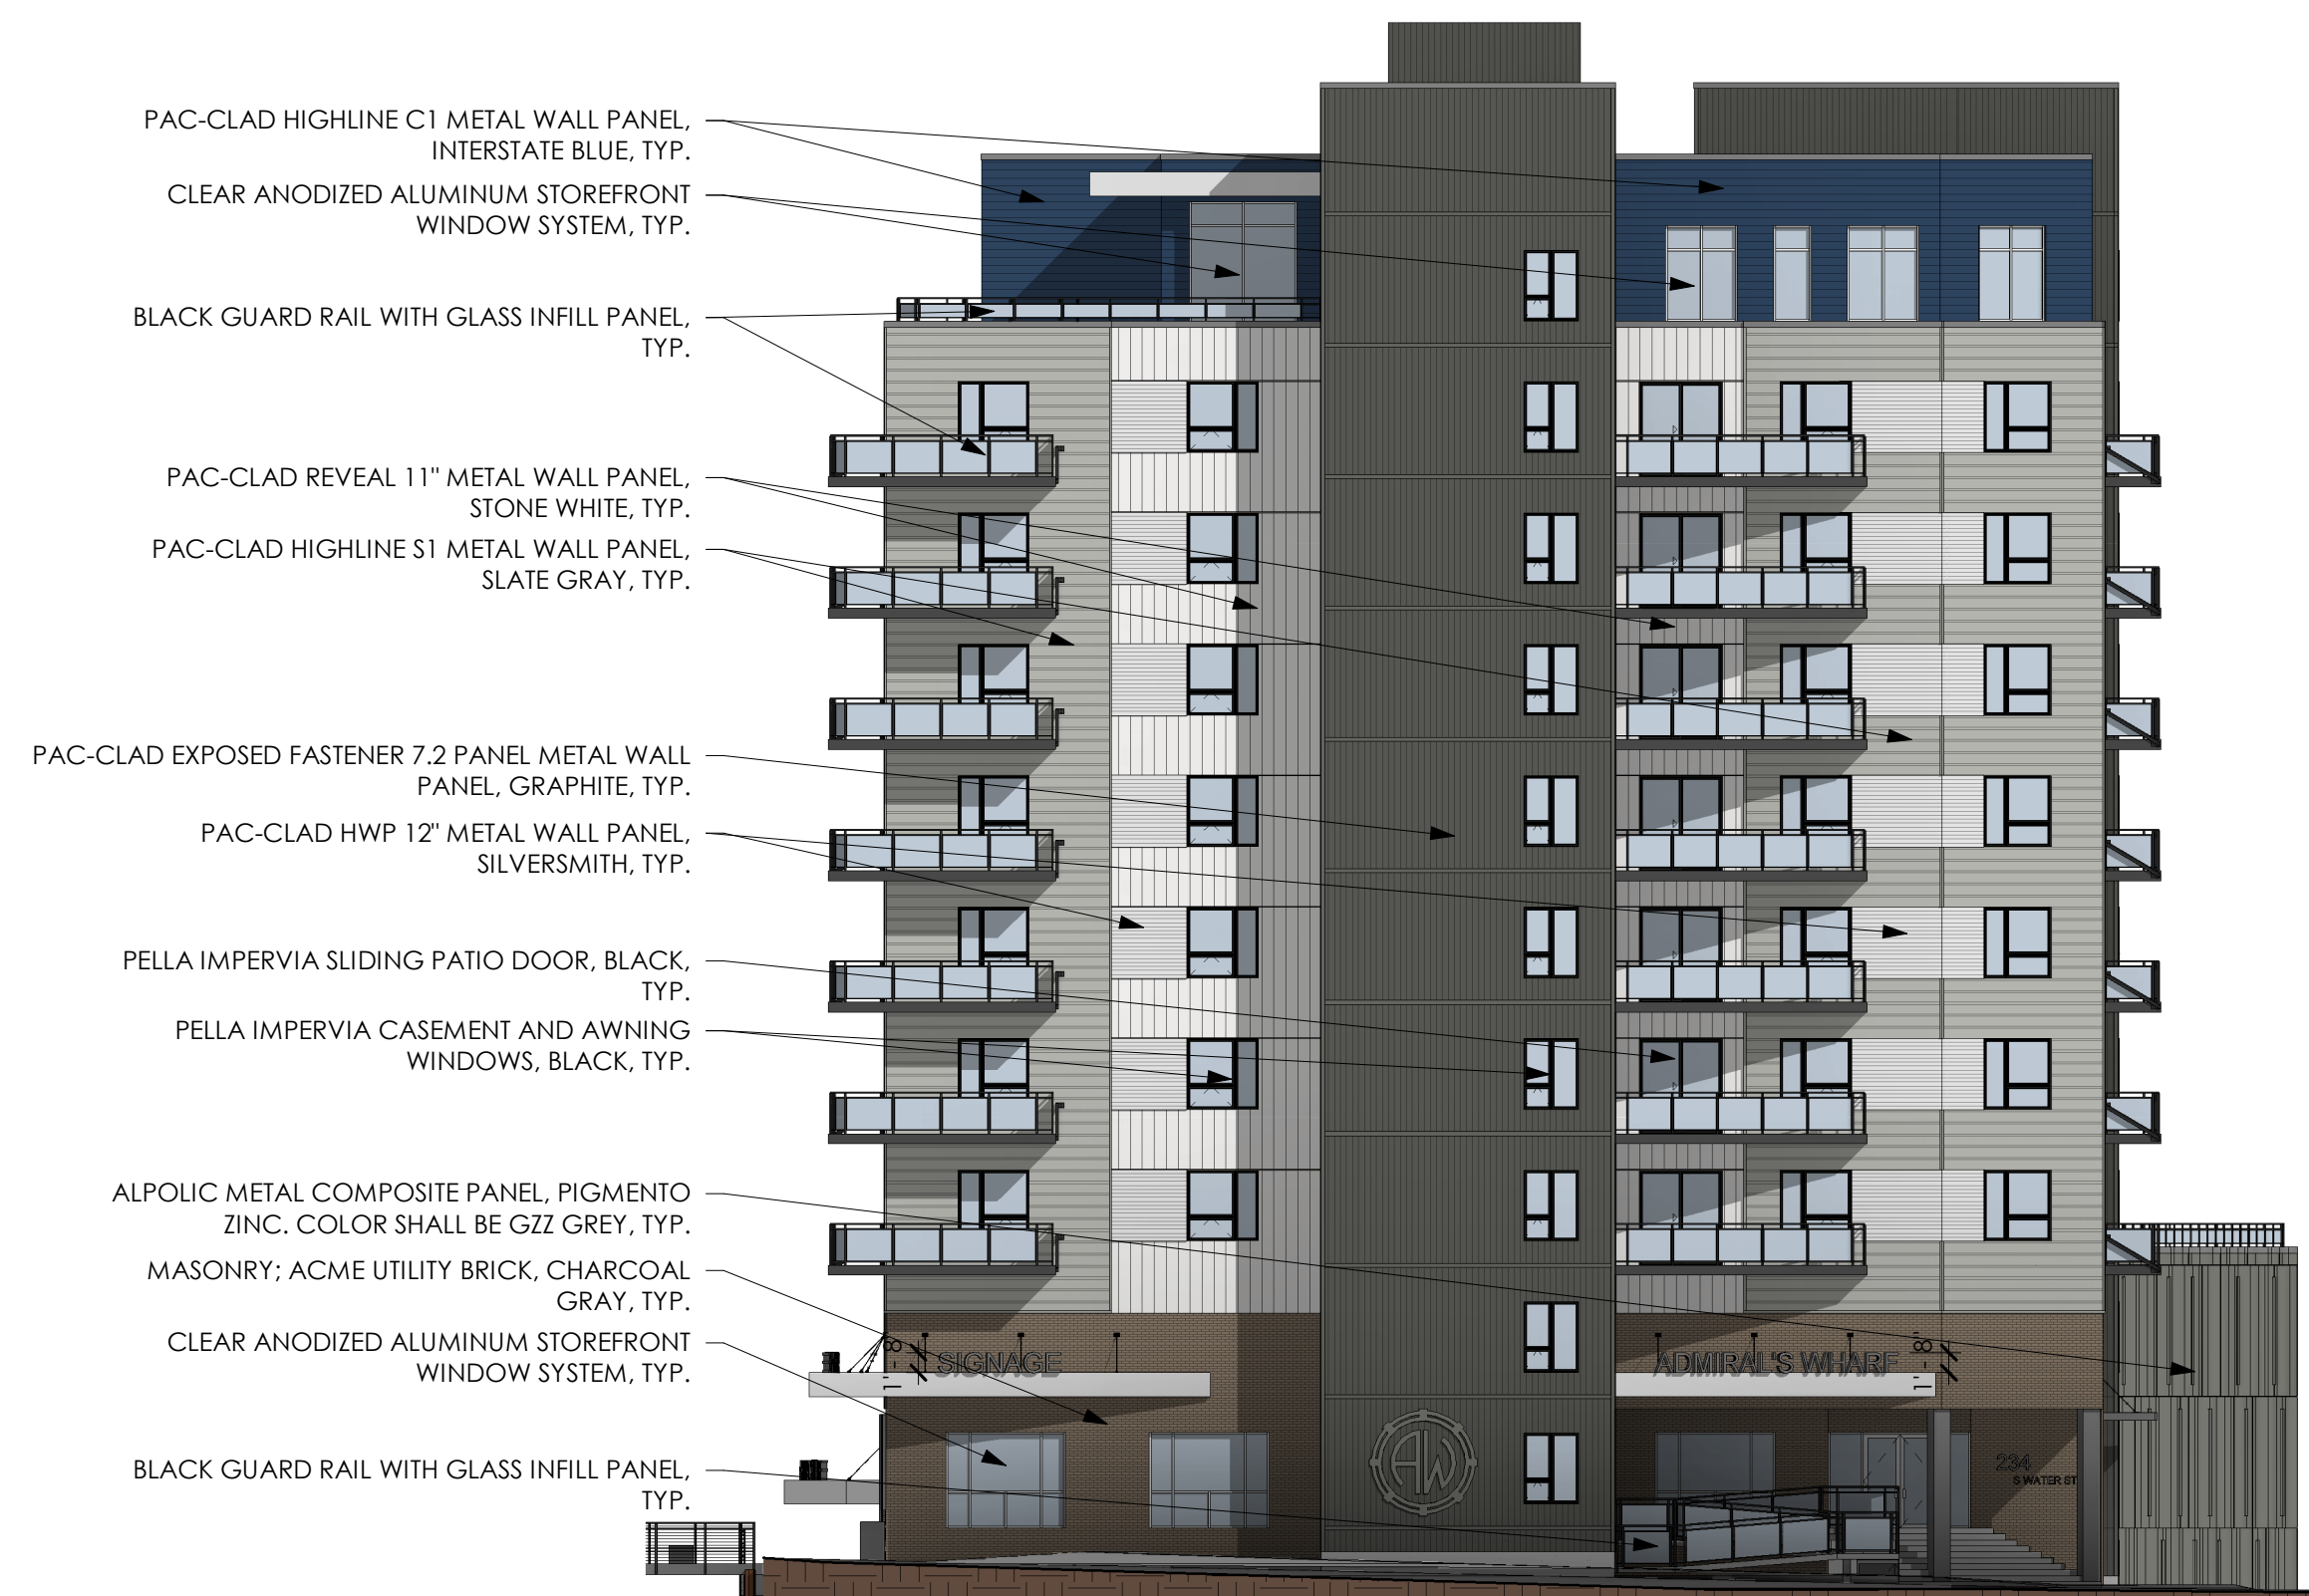 PAC-CLAD HIGHLINE C1 METAL WALL PANEL,
INTERSTATE BLUE, TYP.
CLEAR ANODIZED ALUMINUM STOREFRONT
WINDOW SYSTEM, TYP.
BLACK GUARD RAIL WITH GLASS INFILL PANEL,
TYP.
PAC-CLAD REVEAL 11" METAL WALL PANEL,
STONE WHITE, TYP.
PAC-CLAD HIGHLINE S1 METAL WALL PANEL,
SLATE GRAY, TYP.
PAC-CLAD EXPOSED FASTENER 7.2 PANEL METAL WALL
PANEL, GRAPHITE, TYP.
PAC-CLAD HWP 12" METAL WALL PANEL,
SILVERSMITH, TYP.
PELLA IMPERVIA SLIDING PATIO DOOR, BLACK,
TYP.
PELLA IMPERVIA CASEMENT AND AWNING
WINDOWS, BLACK, TYP.
ALPOLIC METAL COMPOSITE PANEL, PIGMENTO
ZINC. COLOR SHALL BE GZZ GREY, TYP.
MASONRY; ACME UTILITY BRICK, CHARCOAL
GRAY, TYP.
CLEAR ANODIZED ALUMINUM STOREFRONT
WINDOW SYSTEM, TYP.
BLACK GUARD RAIL WITH GLASS INFILL PANEL,
TYP.
1' - 8"
SIGNAGE
ADMIRAL'S WHARF
1' - 8"
AW
234
S WATER ST